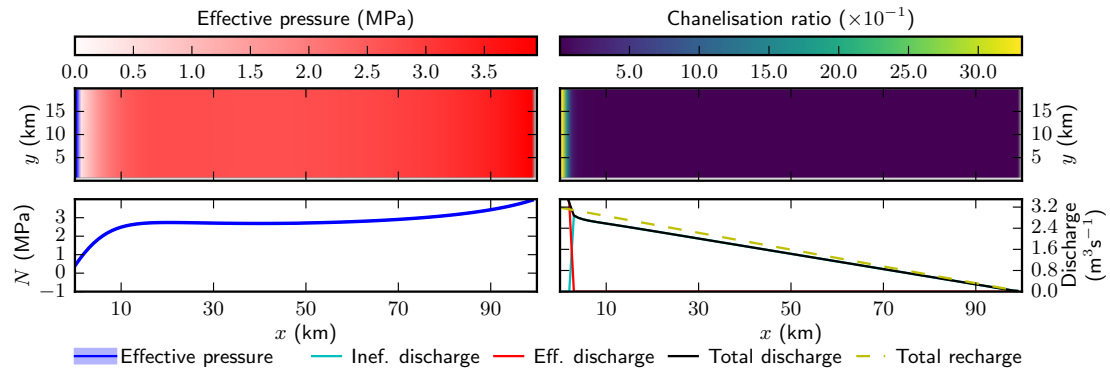 Effective pressure (MPa)
Chanelisation ratio (×10⁻¹)
0.0 0.5 1.0 1.5 2.0 2.5 3.0 3.5
5.0 10.0 15.0 20.0 25.0 30.0
y (km)
15
10
5
15
10
5
y (km)
N (MPa)
3
2
1
0
−1
10 30 50 70 90
x (km)
3.2
2.4
1.6
0.8
0.0
Discharge
(m³s⁻¹)
10 30 50 70 90
x (km)
Effective pressure Inef. discharge Eff. discharge Total discharge Total recharge